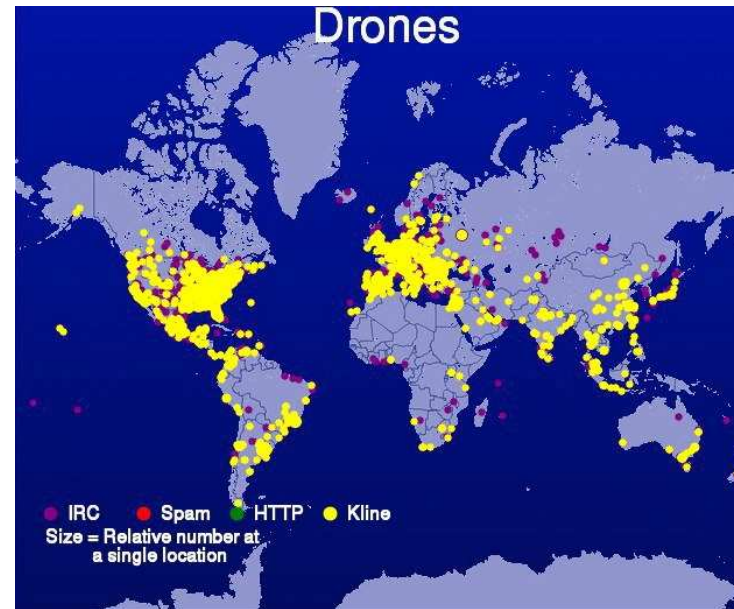 Drones
IRC Spam HTTP Kline
Size = Relative number at
a single location